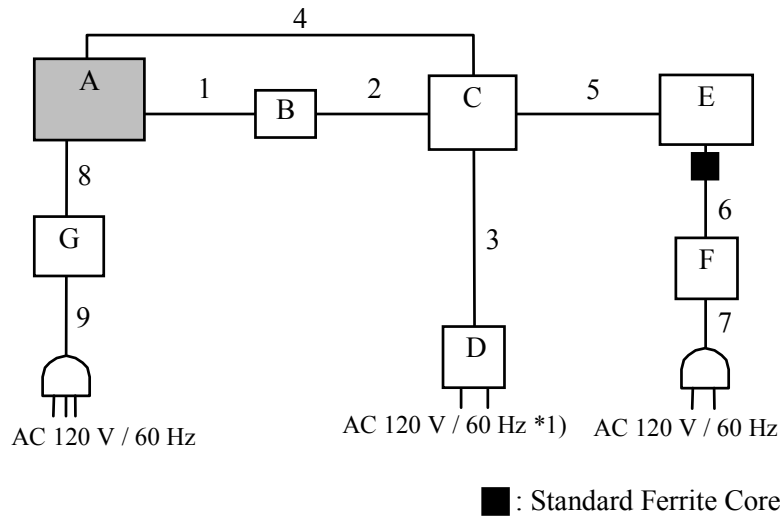 4
A
1
B
2
C
5
E
8
3
6
G
F
9
D
7
AC 120 V / 60 Hz
AC 120 V / 60 Hz *1)
AC 120 V / 60 Hz
: Standard Ferrite Core